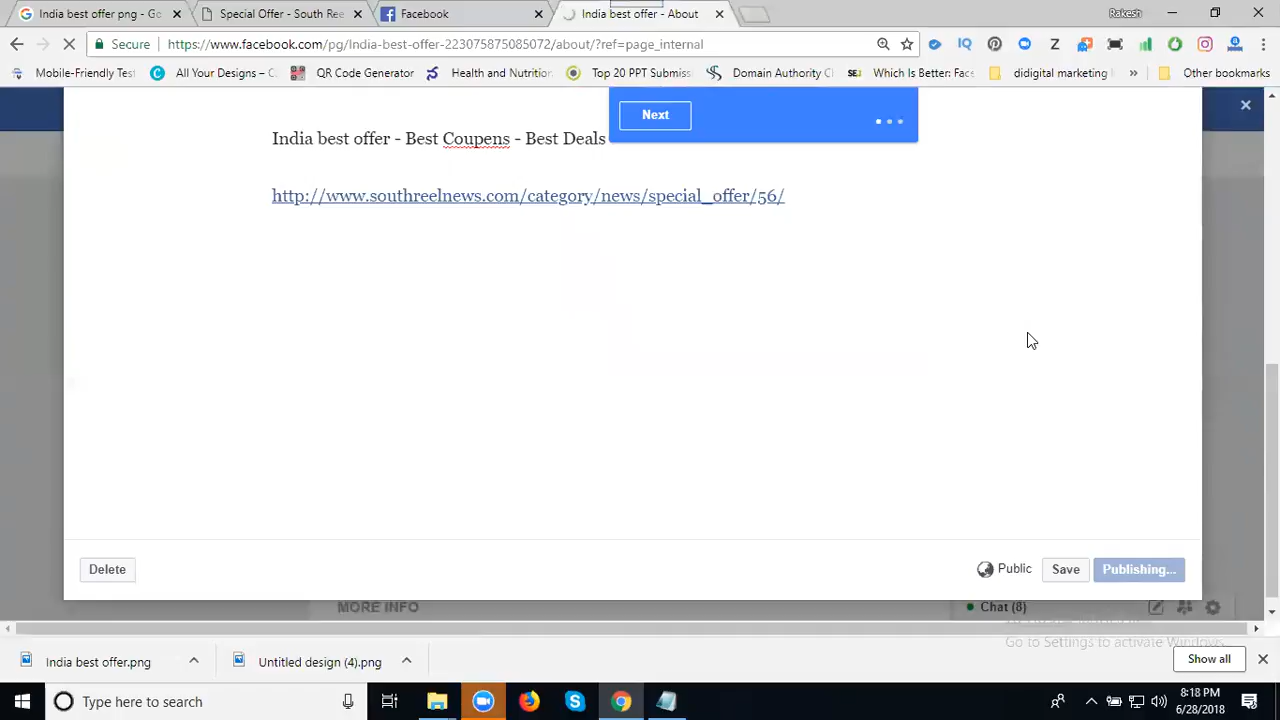 India best offer png - Go
Special Offer - South Ree
Facebook
India best offer - About
Rakesh
Secure
https://www.facebook.com/pg/India-best-offer-223075875085072/about/?ref=page_internal
Mobile-Friendly Test
All Your Designs –
QR Code Generator
Health and Nutrition
Top 20 PPT Submiss
Domain Authority C
Which Is Better: Fac
didigital marketing
Other bookmarks
Next
India best offer - Best Coupens - Best Deals
http://www.southreelnews.com/category/news/special_offer/56/
Delete
Public
Save
Publishing...
MORE INFO
Chat (8)
Go to Settings to activate Windows.
India best offer.png
Untitled design (4).png
Show all
Type here to search
8:18 PM
6/28/2018